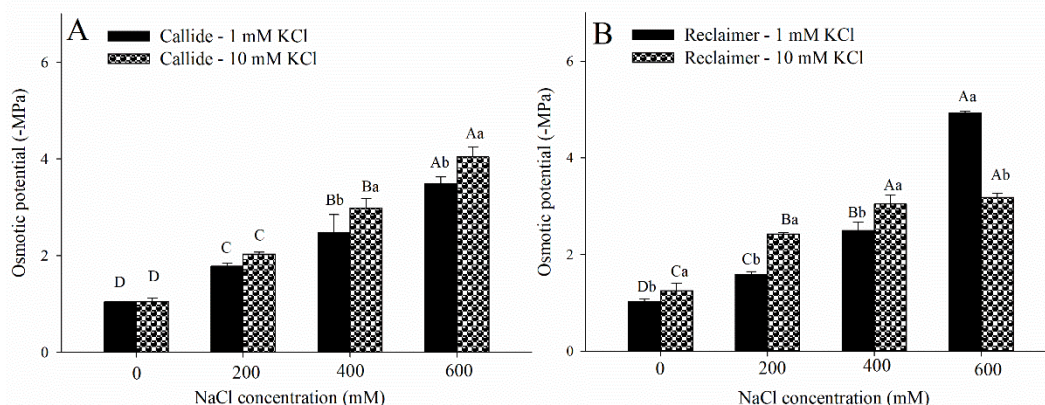 A
Callide - 1 mM KCl
Callide - 10 mM KCl
Osmotic potential (-MPa)
6
4
2
0
D
D
C
C
Bb
Ba
Ab
Aa
0
200
400
600
NaCl concentration (mM)
B
Reclaimer - 1 mM KCl
Reclaimer - 10 mM KCl
Osmotic potential (-MPa)
6
4
2
0
Db
Ca
Cb
Ba
Bb
Aa
Aa
Ab
0
200
400
600
NaCl concentration (mM)